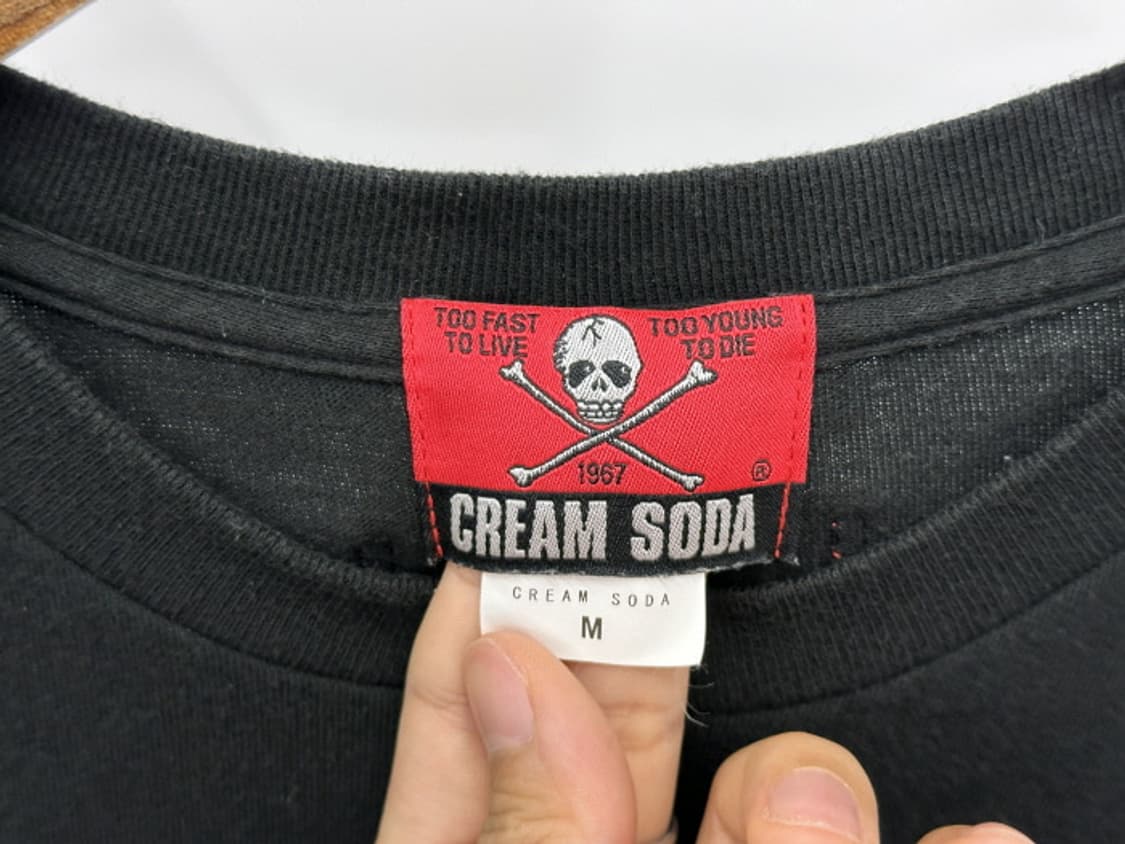 TOO FAST
TO LIVE
TOO YOUNG
TO DIE
1967
®
CREAM SODA
CREAM SODA
M